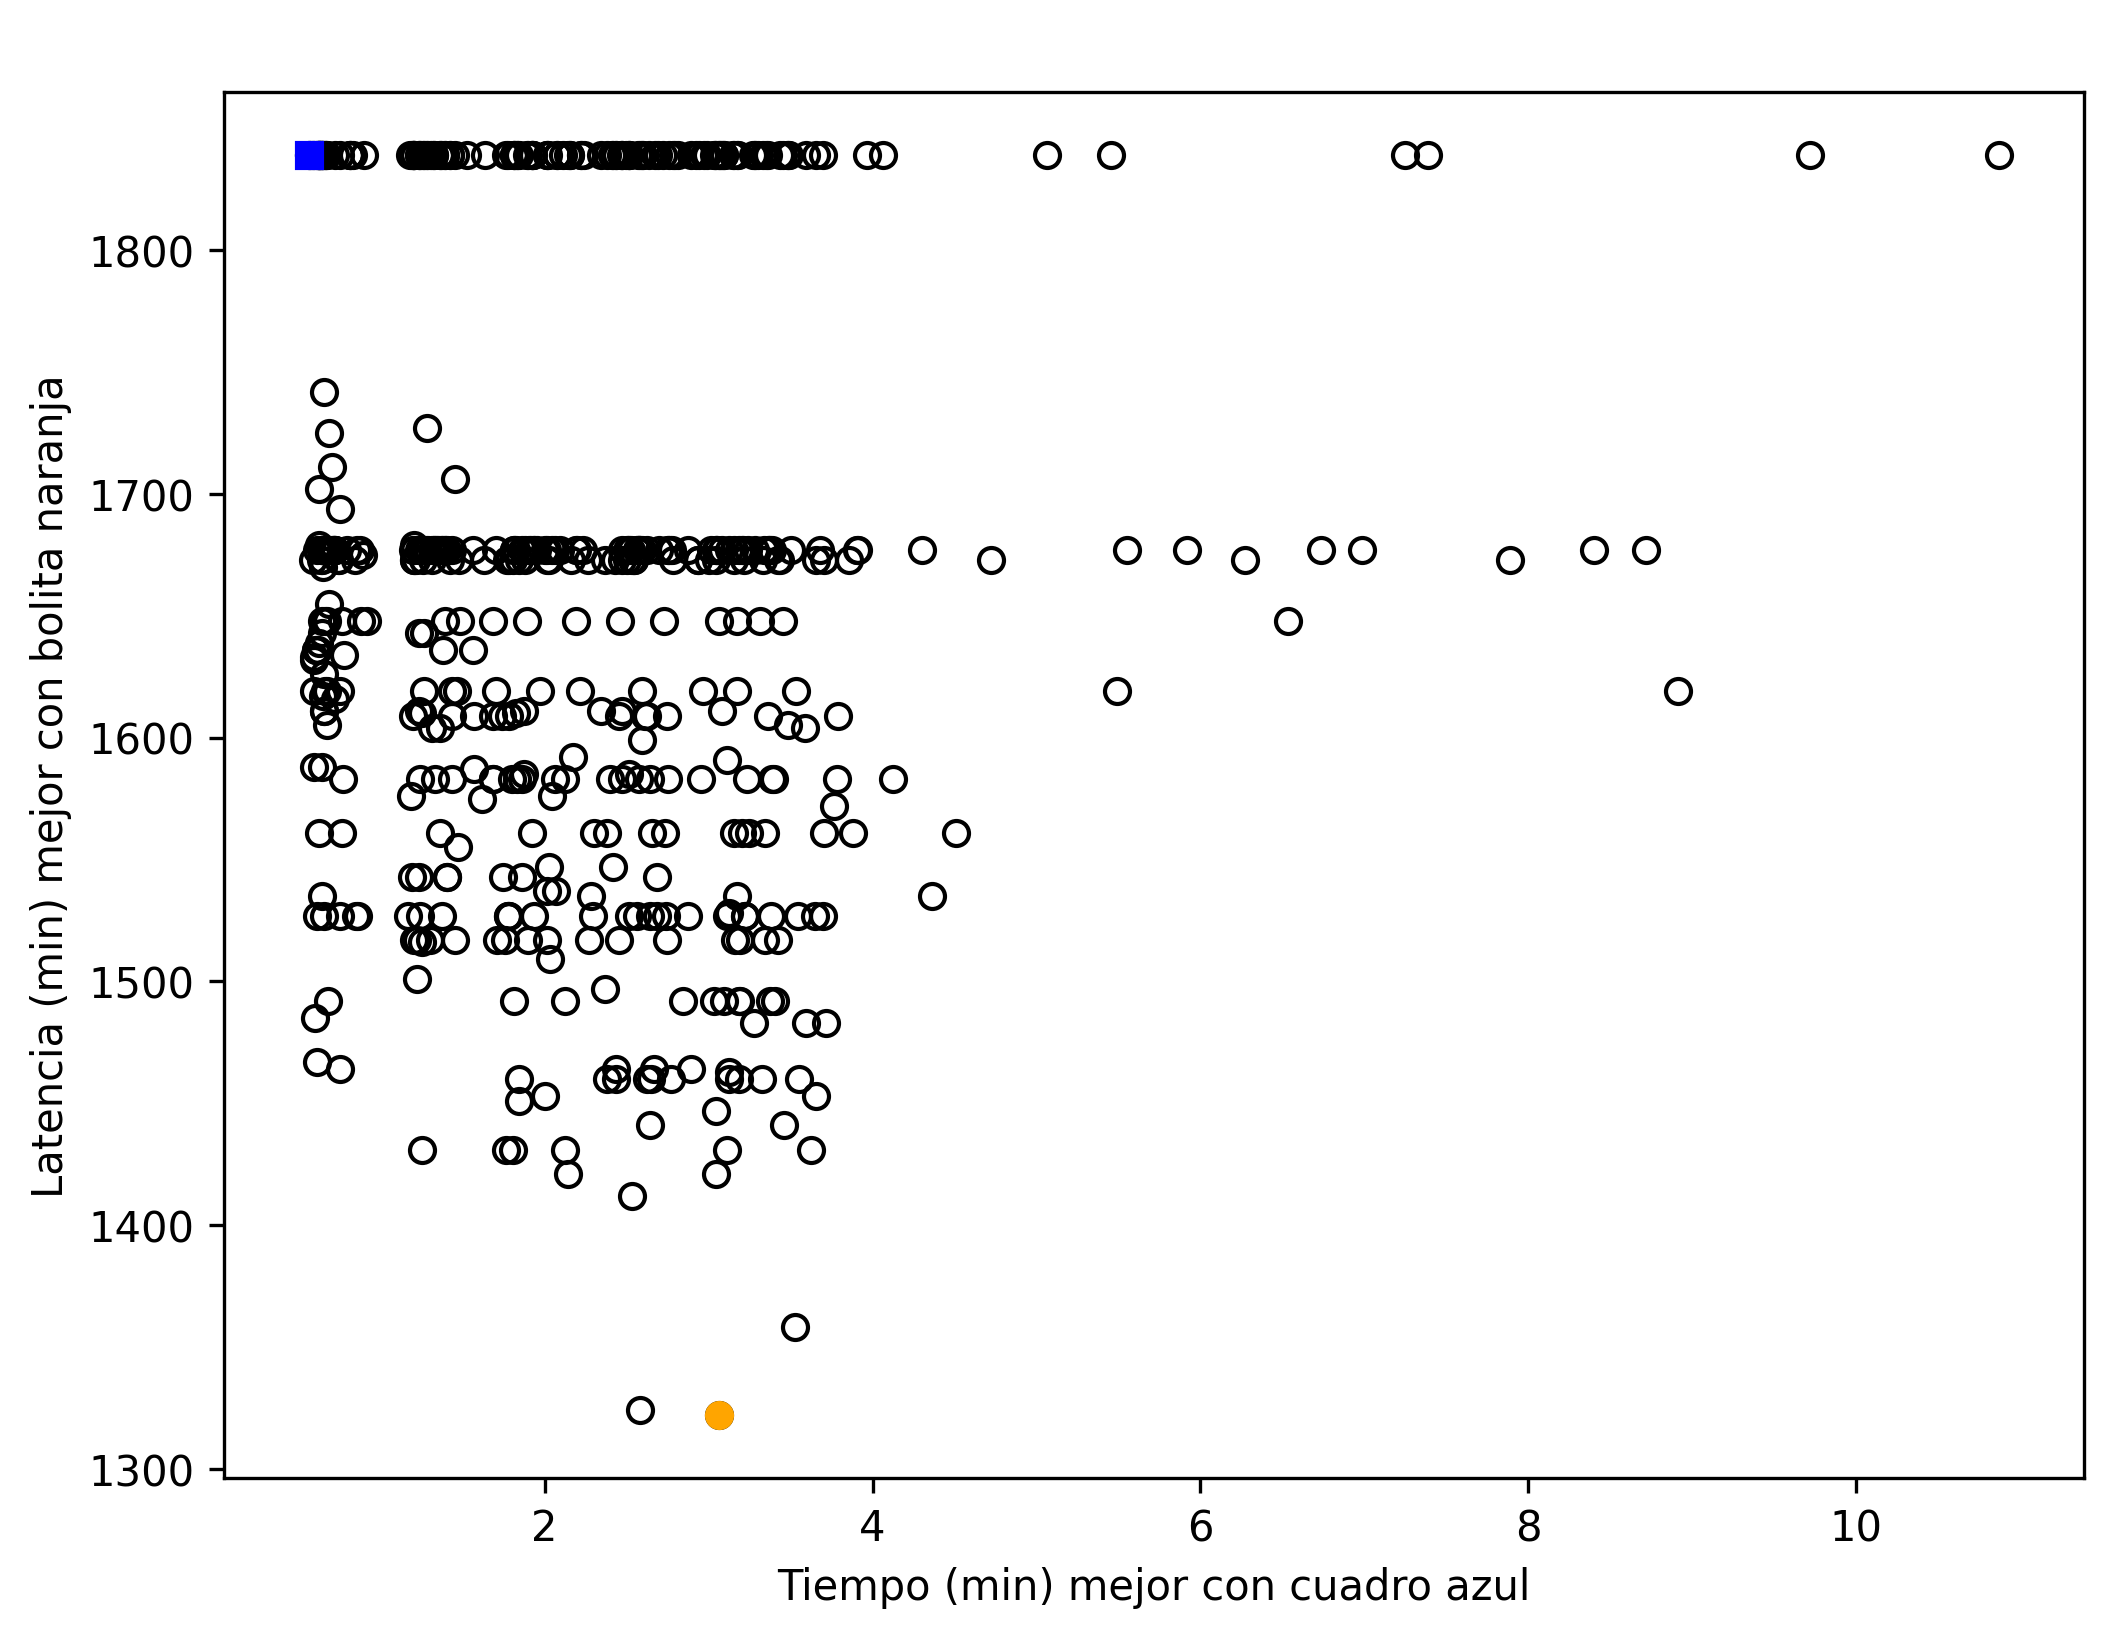 Latencia (min) mejor con bolita naranja
1800
1700
1600
1500
1400
1300
2 4 6 8 10
Tiempo (min) mejor con cuadro azul